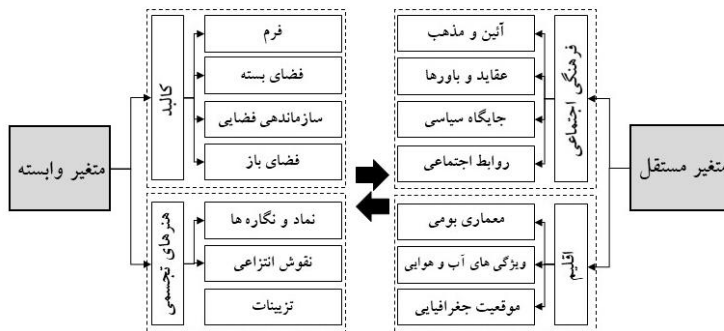 متغیر مستقل
فرهنگی اجتماعی
آئین و مذهب
عقاید و باورها
جایگاه سیاسی
روابط اجتماعی
اقلیم
معماری بومی
ویژگی های آب و هوایی
موقعیت جغرافیایی
متغیر وابسته
کالبد
فرم
فضای بسته
سازماندهی فضایی
فضای باز
هنرهای تجسمی
نماد و نگاره ها
نقوش انتزاعی
تزیینات